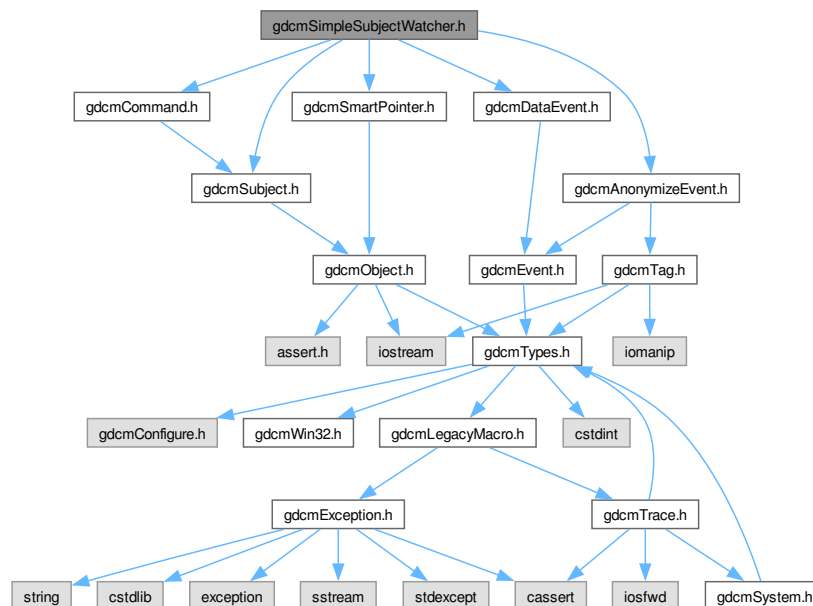 gdcmSimpleSubjectWatcher.h
gdcmCommand.h
gdcmSmartPointer.h
gdcmDataEvent.h
gdcmSubject.h
gdcmAnonymizeEvent.h
gdcmObject.h
gdcmEvent.h
gdcmTag.h
assert.h
iostream
gdcmTypes.h
iomanip
gdcmConfigure.h
gdcmWin32.h
gdcmLegacyMacro.h
cstdint
gdcmException.h
gdcmTrace.h
string
cstdlib
exception
sstream
stdexcept
cassert
iosfwd
gdcmSystem.h